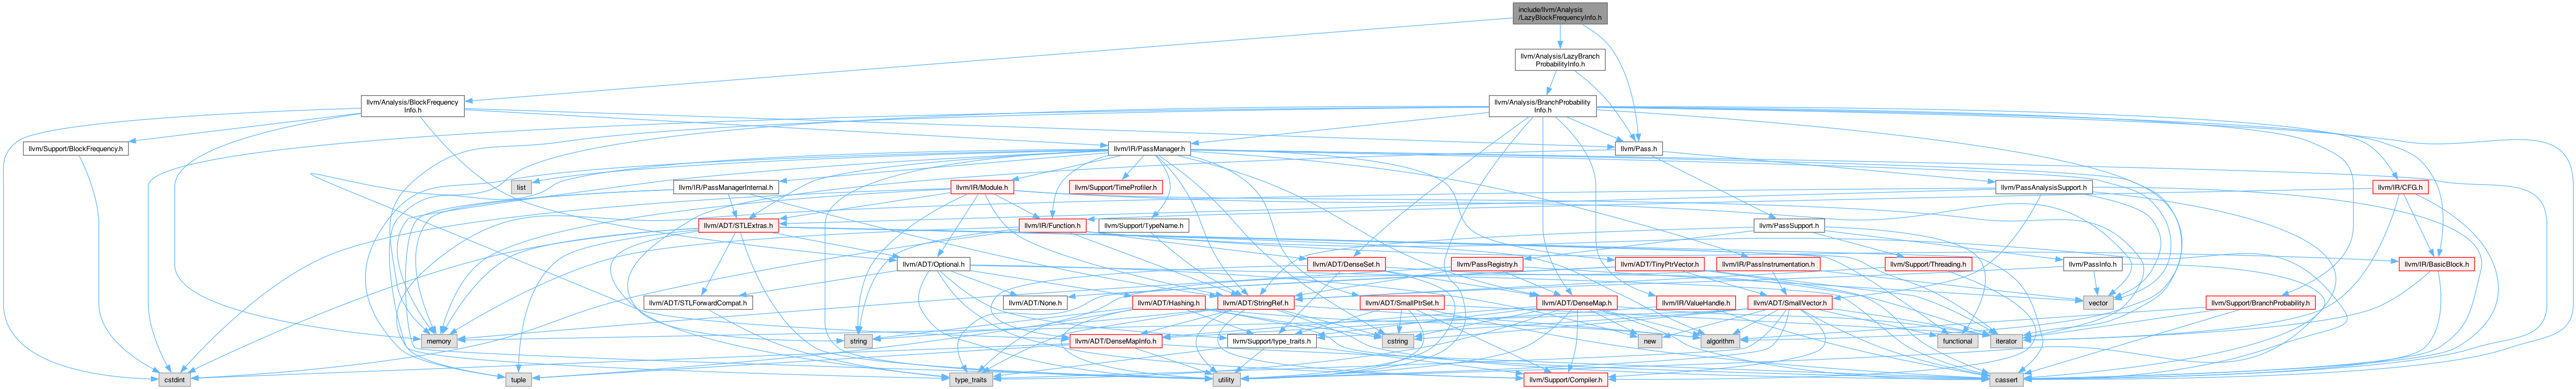 include/llvm/Analysis
/LazyBlockFrequencyInfo.h
llvm/Analysis/LazyBranch
ProbabilityInfo.h
llvm/Analysis/BlockFrequency
Info.h
llvm/Analysis/BranchProbability
Info.h
llvm/Support/BlockFrequency.h
llvm/IR/PassManager.h
llvm/Pass.h
list
llvm/IR/PassManagerInternal.h
llvm/IR/Module.h
llvm/Support/TimeProfiler.h
llvm/PassAnalysisSupport.h
llvm/IR/CFG.h
llvm/ADT/STLExtras.h
llvm/IR/Function.h
llvm/Support/TypeName.h
llvm/PassSupport.h
llvm/ADT/Optional.h
llvm/ADT/DenseSet.h
llvm/PassRegistry.h
llvm/ADT/TinyPtrVector.h
llvm/IR/PassInstrumentation.h
llvm/Support/Threading.h
llvm/PassInfo.h
llvm/IR/BasicBlock.h
llvm/ADT/STLForwardCompat.h
llvm/ADT/None.h
llvm/ADT/Hashing.h
llvm/ADT/StringRef.h
llvm/ADT/SmallPtrSet.h
llvm/ADT/DenseMap.h
llvm/IR/ValueHandle.h
llvm/ADT/SmallVector.h
vector
llvm/Support/BranchProbability.h
memory
string
llvm/ADT/DenseMapInfo.h
llvm/Support/type_traits.h
cstring
new
algorithm
functional
iterator
cstdint
tuple
type_traits
utility
llvm/Support/Compiler.h
cassert